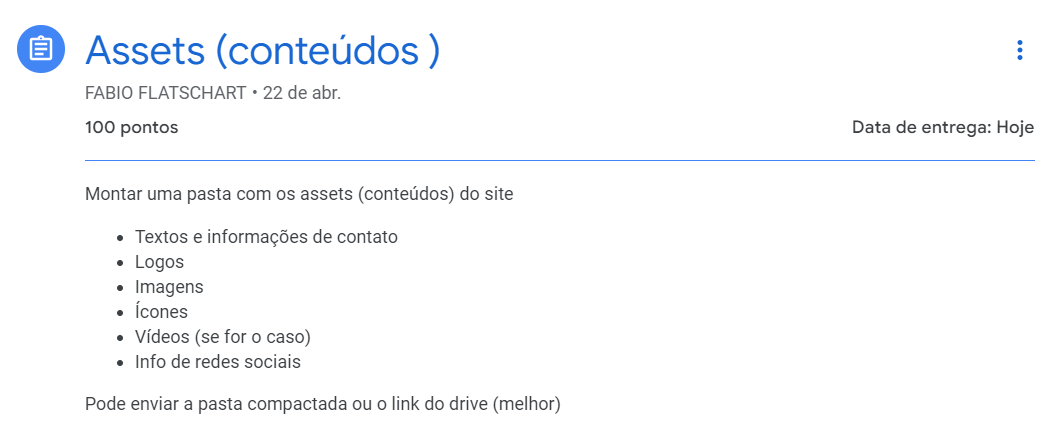 Assets (conteúdos )
FABIO FLATSCHART • 22 de abr.
100 pontos
Data de entrega: Hoje
Montar uma pasta com os assets (conteúdos) do site
• Textos e informações de contato
• Logos
• Imagens
• Ícones
• Vídeos (se for o caso)
• Info de redes sociais
Pode enviar a pasta compactada ou o link do drive (melhor)